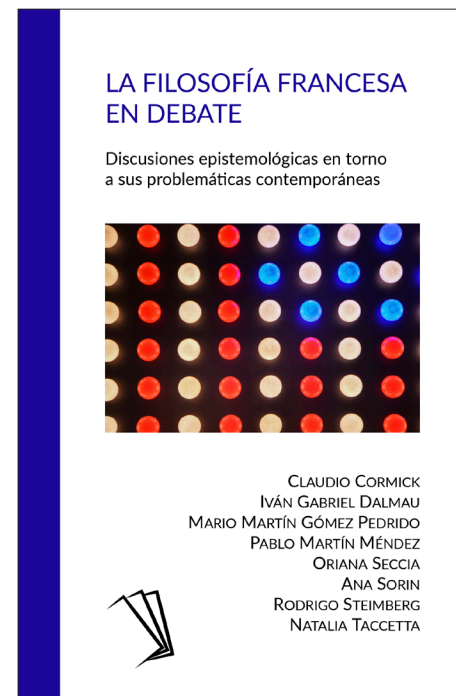 LA FILOSOFÍA FRANCESA
EN DEBATE
Discusiones epistemológicas en torno
a sus problemáticas contemporáneas
CLAUDIO CORMICK
IVÁN GABRIEL DALMAU
MARIO MARTÍN GÓMEZ PEDRIDO
PABLO MARTÍN MÉNDEZ
ORIANA SECCIA
ANA SORIN
RODRIGO STEIMBERG
NATALIA TACCETTA